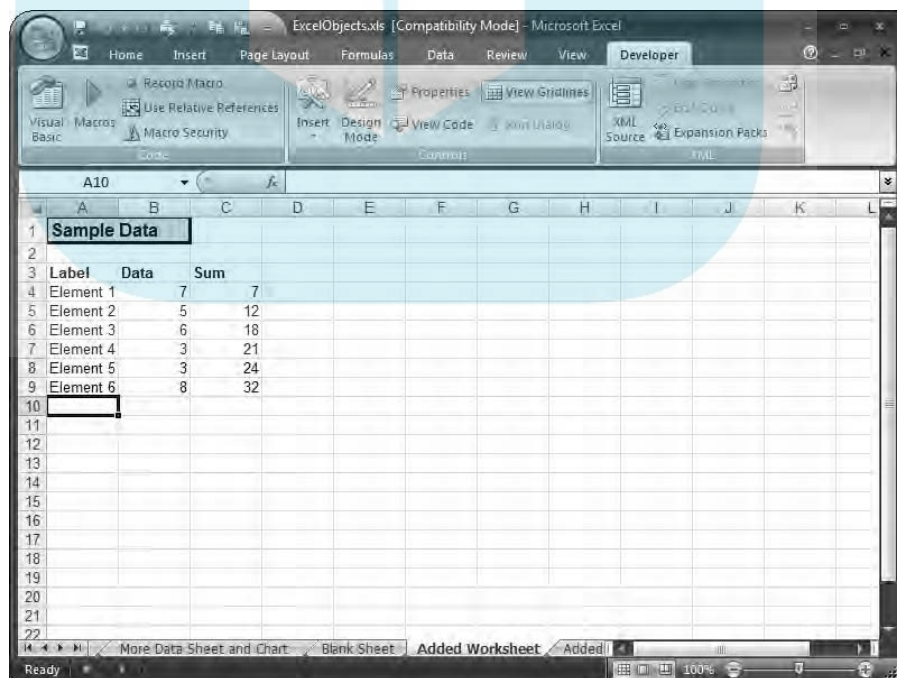 ExcelObjects.xls [Compatibility Mode] - Microsoft Excel
Home Insert Page Layout Formulas Data Review View Developer
Visual Basic
Macros
Record Macro
Use Relative References
Macro Security
Code
Insert
Design Mode
Properties
View Code
Run Dialog
View Gridlines
Controls
XML Source
Expansion Packs
XML
A10 fx
A B C D E F G H I J K L
1 Sample Data
2
3 Label Data Sum
4 Element 1 7 7
5 Element 2 5 12
6 Element 3 6 18
7 Element 4 3 21
8 Element 5 3 24
9 Element 6 8 32
10
11
12
13
14
15
16
17
18
19
20
21
22
More Data Sheet and Chart Blank Sheet Added Worksheet Added
Ready 100%